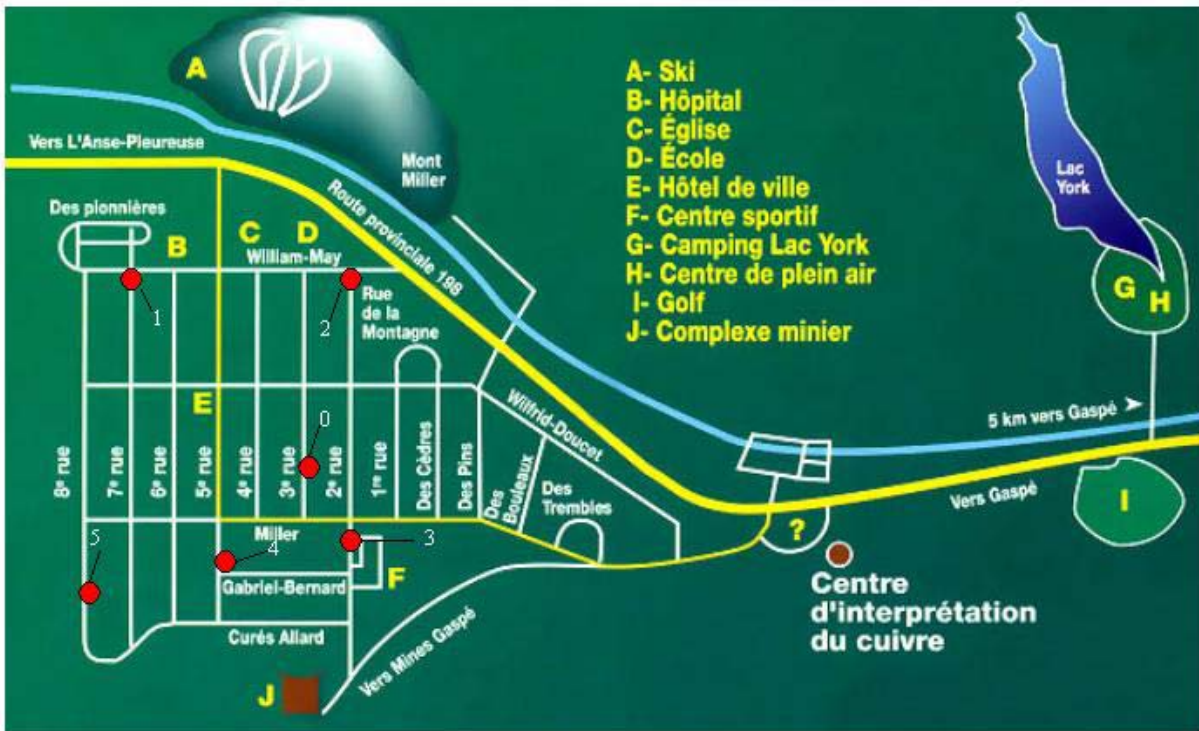 A
Vers L'Anse-Pleureuse
Mont
Miller
Route provinciale 198
A- Ski
B- Hôpital
C- Église
D- École
E- Hôtel de ville
F- Centre sportif
G- Camping Lac York
H- Centre de plein air
I- Golf
J- Complexe minier
Lac
York
G
H
Des pionnières
B
C
D
William-May
1
2
Rue
de la
Montagne
E
0
8e rue
7e rue
6e rue
5e rue
4e rue
3e rue
2e rue
1re rue
Des Cèdres
Des Pins
Des
Bouleaux
Wilfrid-Doucet
Des
Trembles
5 km vers Gaspé
Vers Gaspé
I
?
Miller
5
4
3
Gabriel-Bernard
F
Curés Allard
Vers Mines Gaspé
J
Centre
d'interprétation
du cuivre